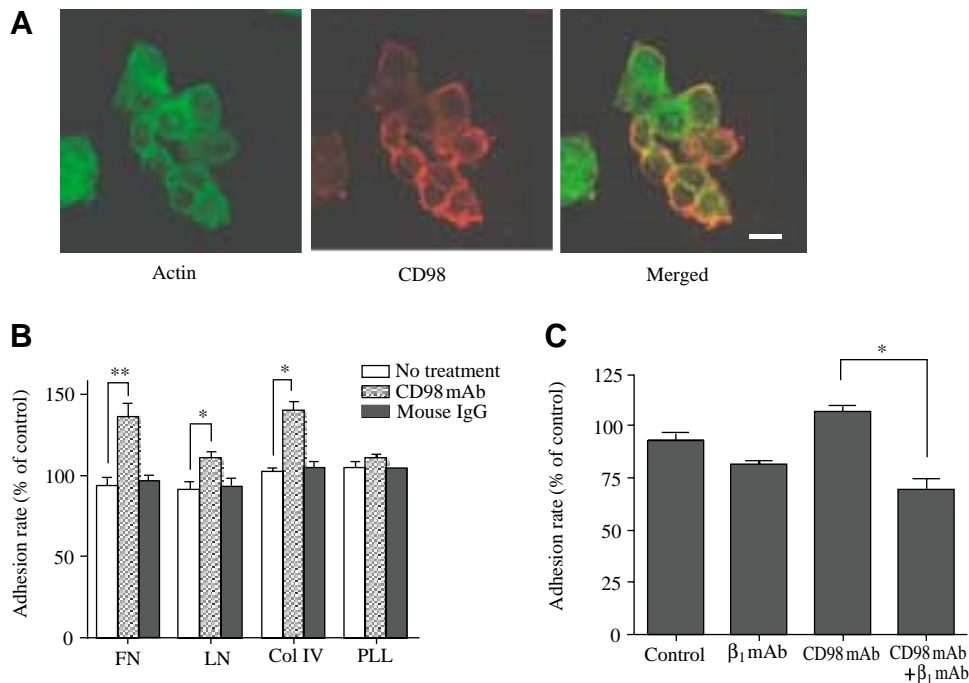 A
Actin
CD98
Merged
B
Adhesion rate (% of control)
150
100
50
0
**
*
*
No treatment
CD98 mAb
Mouse IgG
FN
LN
Col IV
PLL
C
Adhesion rate (% of control)
125
100
75
50
25
0
*
Control
β1 mAb
CD98 mAb
CD98 mAb
+β1 mAb